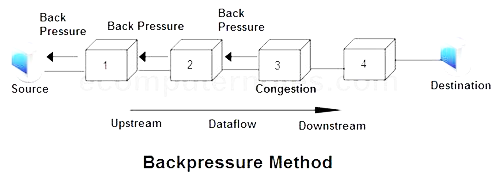 Back
Pressure
Back Pressure
Back
Pressure
1
2
3
4
Source
Congestion
Destination
Upstream
Dataflow
Downstream
Backpressure Method